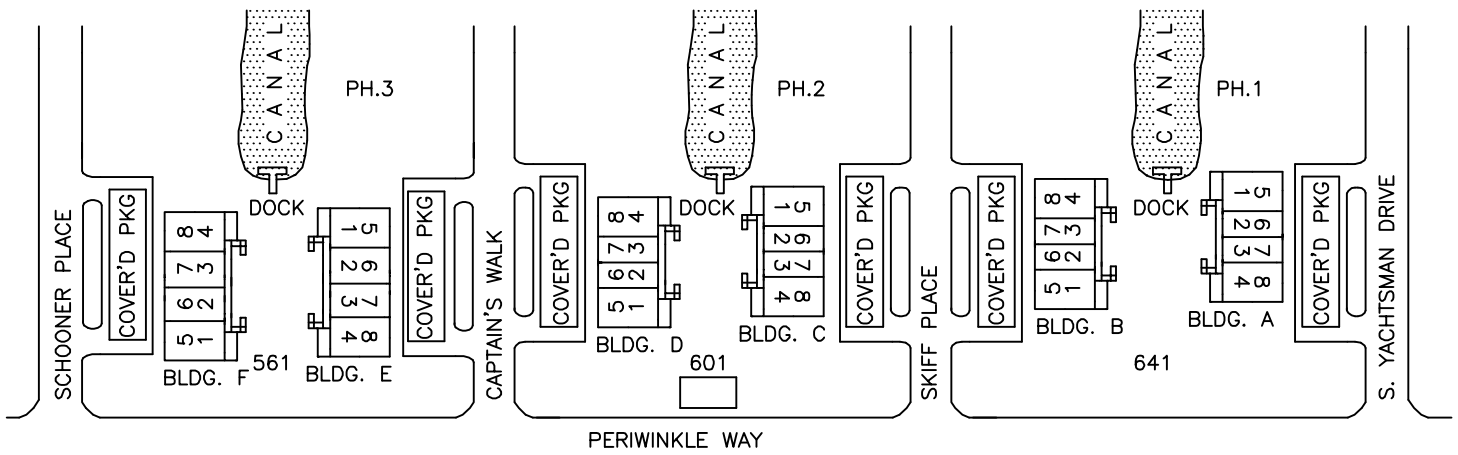 CANAL
PH.3
CANAL
PH.2
CANAL
PH.1
SCHOONER PLACE
COVER'D PKG
DOCK
8 4
7 3
6 2
5 1
BLDG. F
561
5 1
6 2
7 3
8 4
BLDG. E
COVER'D PKG
CAPTAIN'S WALK
COVER'D PKG
DOCK
8 4
7 3
6 2
5 1
BLDG. D
601
5 1
6 2
7 3
8 4
BLDG. C
COVER'D PKG
SKIFF PLACE
COVER'D PKG
DOCK
8 4
7 3
6 2
5 1
BLDG. B
641
5 1
6 2
7 3
8 4
BLDG. A
COVER'D PKG
S. YACHTSMAN DRIVE
PERIWINKLE WAY